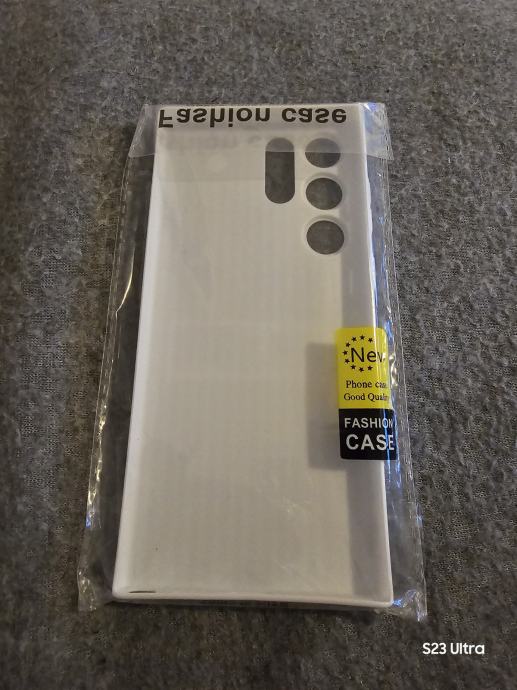 Fashion case
New
Phone case
Good Quality
FASHION
CASE
S23 Ultra